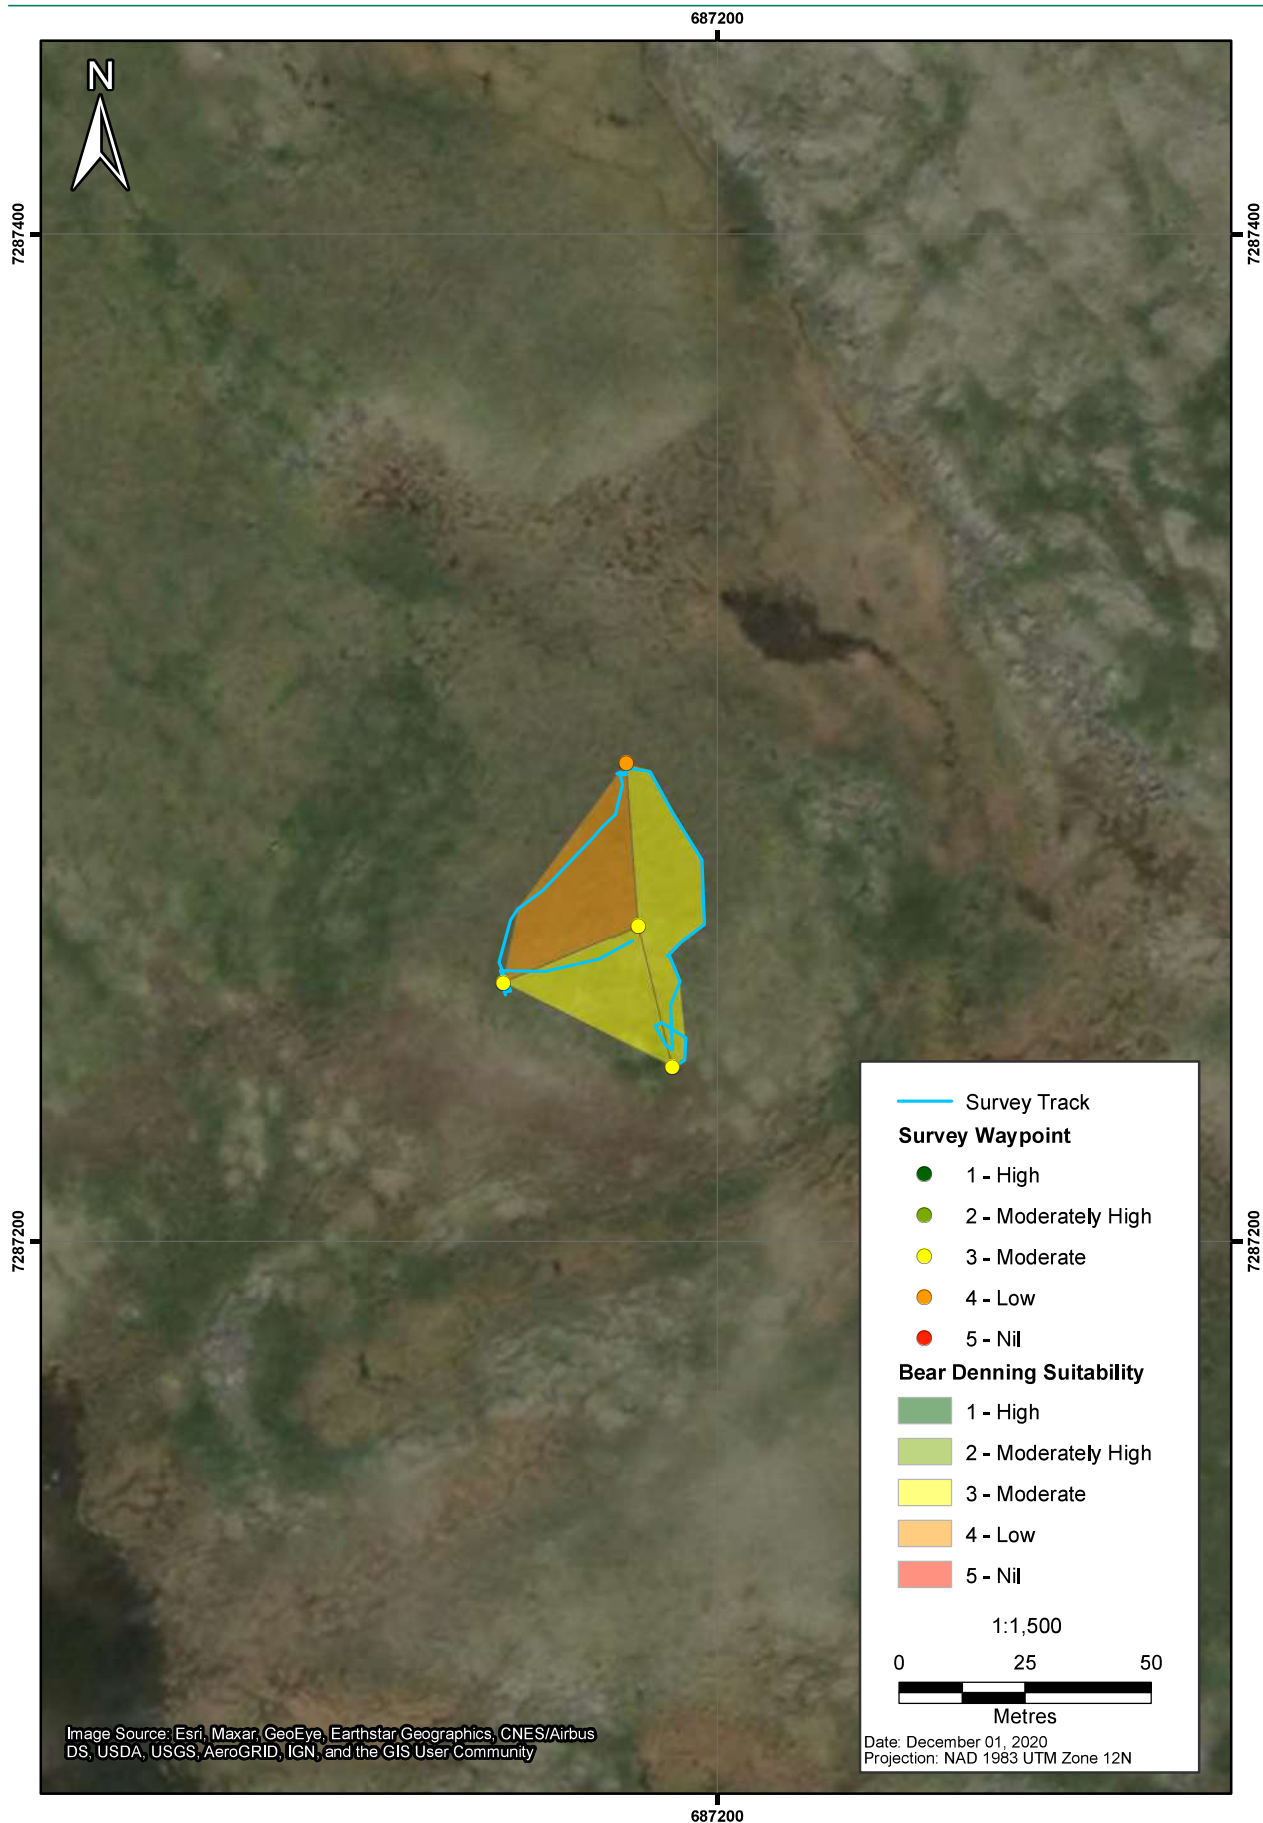 687200
N
7287400
7287400
7287200
7287200
Survey Track
Survey Waypoint
1 - High
2 - Moderately High
3 - Moderate
4 - Low
5 - Nil
Bear Denning Suitability
1 - High
2 - Moderately High
3 - Moderate
4 - Low
5 - Nil
1:1,500
0 25 50
Metres
Date: December 01, 2020
Projection: NAD 1983 UTM Zone 12N
Image Source: Esri, Maxar, GeoEye, Earthstar Geographics, CNES/Airbus
DS, USDA, USGS, AeroGRID, IGN, and the GIS User Community
687200